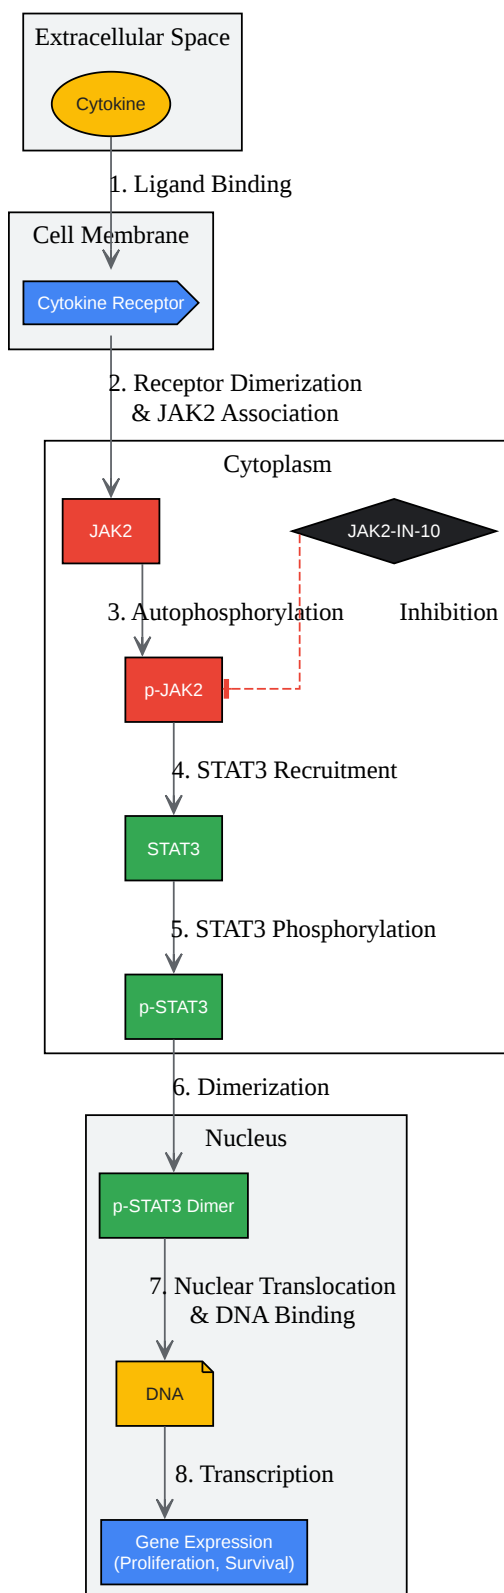 Extracellular Space
Cytokine
1. Ligand Binding
Cell Membrane
Cytokine Receptor
2. Receptor Dimerization
& JAK2 Association
Cytoplasm
JAK2
JAK2-IN-10
3. Autophosphorylation
Inhibition
p-JAK2
4. STAT3 Recruitment
STAT3
5. STAT3 Phosphorylation
p-STAT3
6. Dimerization
Nucleus
p-STAT3 Dimer
7. Nuclear Translocation
& DNA Binding
DNA
8. Transcription
Gene Expression
(Proliferation, Survival)